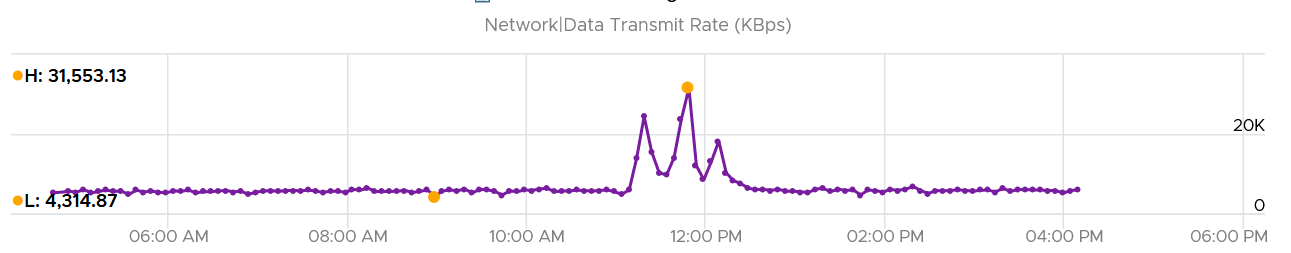 Network|Data Transmit Rate (KBps)
H: 31,553.13
20K
L: 4,314.87
0
06:00 AM
08:00 AM
10:00 AM
12:00 PM
02:00 PM
04:00 PM
06:00 PM